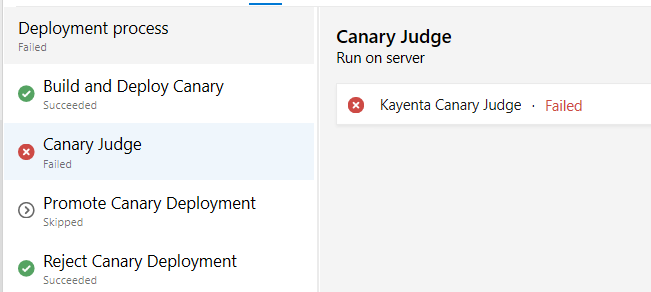 Deployment process
Failed
Build and Deploy Canary
Succeeded
Canary Judge
Failed
Promote Canary Deployment
Skipped
Reject Canary Deployment
Succeeded
Canary Judge
Run on server
Kayenta Canary Judge · Failed